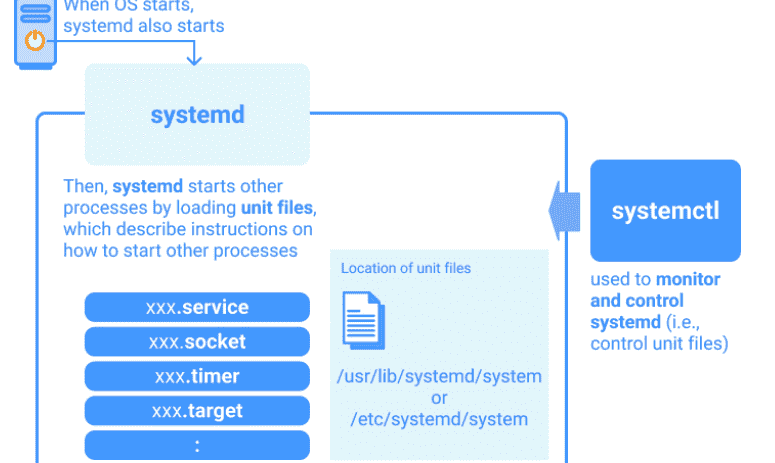 When OS starts,
systemd also starts
systemd
Then, systemd starts other
processes by loading unit files,
which describe instructions on
how to start other processes
xxx.service
xxx.socket
xxx.timer
xxx.target
:
Location of unit files
/usr/lib/systemd/system
or
/etc/systemd/system
systemctl
used to monitor
and control
systemd (i.e.,
control unit files)